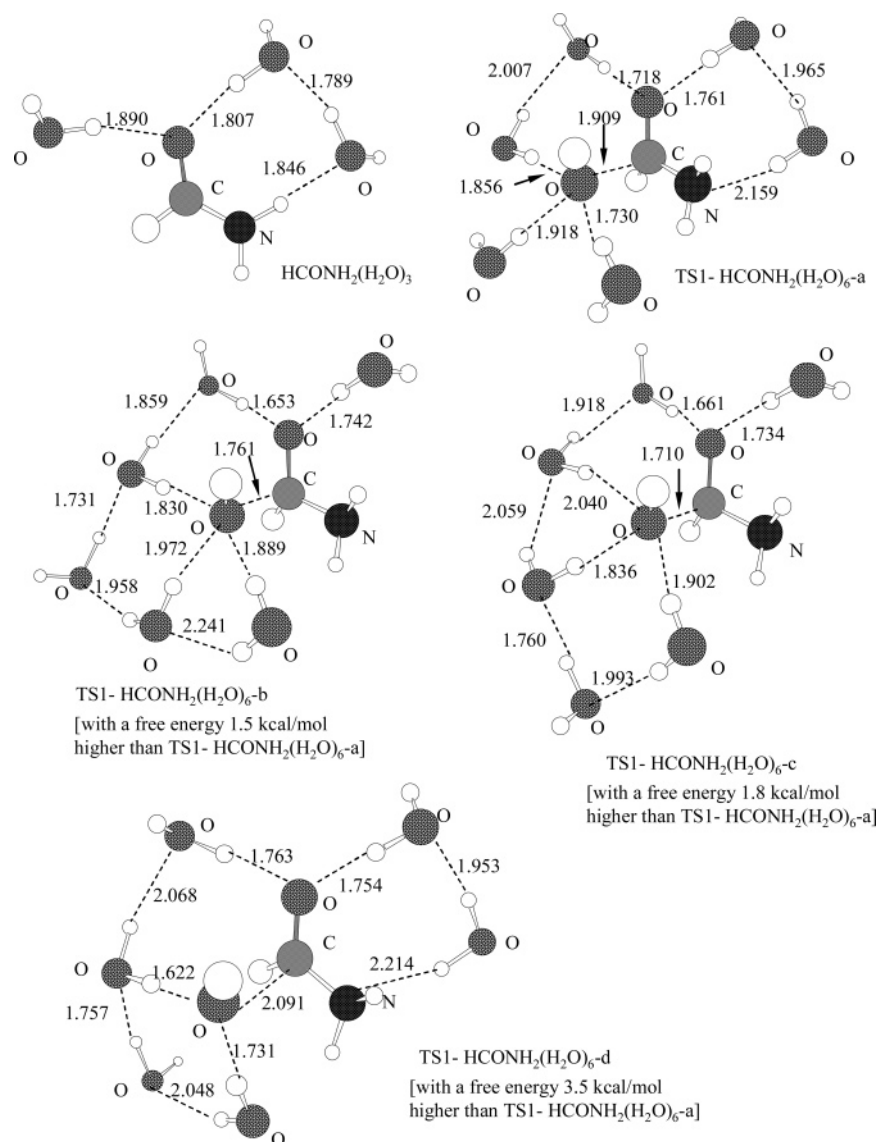 O
O
1.789
1.890
1.807
O
O
1.846
O
C
N
HCONH₂(H₂O)₃
O
O
2.007
1.718
1.965
O
1.761
1.909
O
O
C
1.856
O
N
2.159
1.730
1.918
O
O
TS1- HCONH₂(H₂O)₆-a
O
O
1.859
1.653
1.742
O
O
1.761
1.731
1.830
C
O
N
1.972
1.889
O
1.958
2.241
O
O
TS1- HCONH₂(H₂O)₆-b
[with a free energy 1.5 kcal/mol
higher than TS1- HCONH₂(H₂O)₆-a]
O
O
1.918
1.661
1.734
O
O
1.710
2.059
2.040
C
O
N
O
1.836
1.902
1.760
O
1.993
O
TS1- HCONH₂(H₂O)₆-c
[with a free energy 1.8 kcal/mol
higher than TS1- HCONH₂(H₂O)₆-a]
O
O
1.763
1.754
1.953
O
2.068
O
C
O
1.622
2.214
N
1.757
O
2.091
1.731
O
2.048
O
TS1- HCONH₂(H₂O)₆-d
[with a free energy 3.5 kcal/mol
higher than TS1- HCONH₂(H₂O)₆-a]